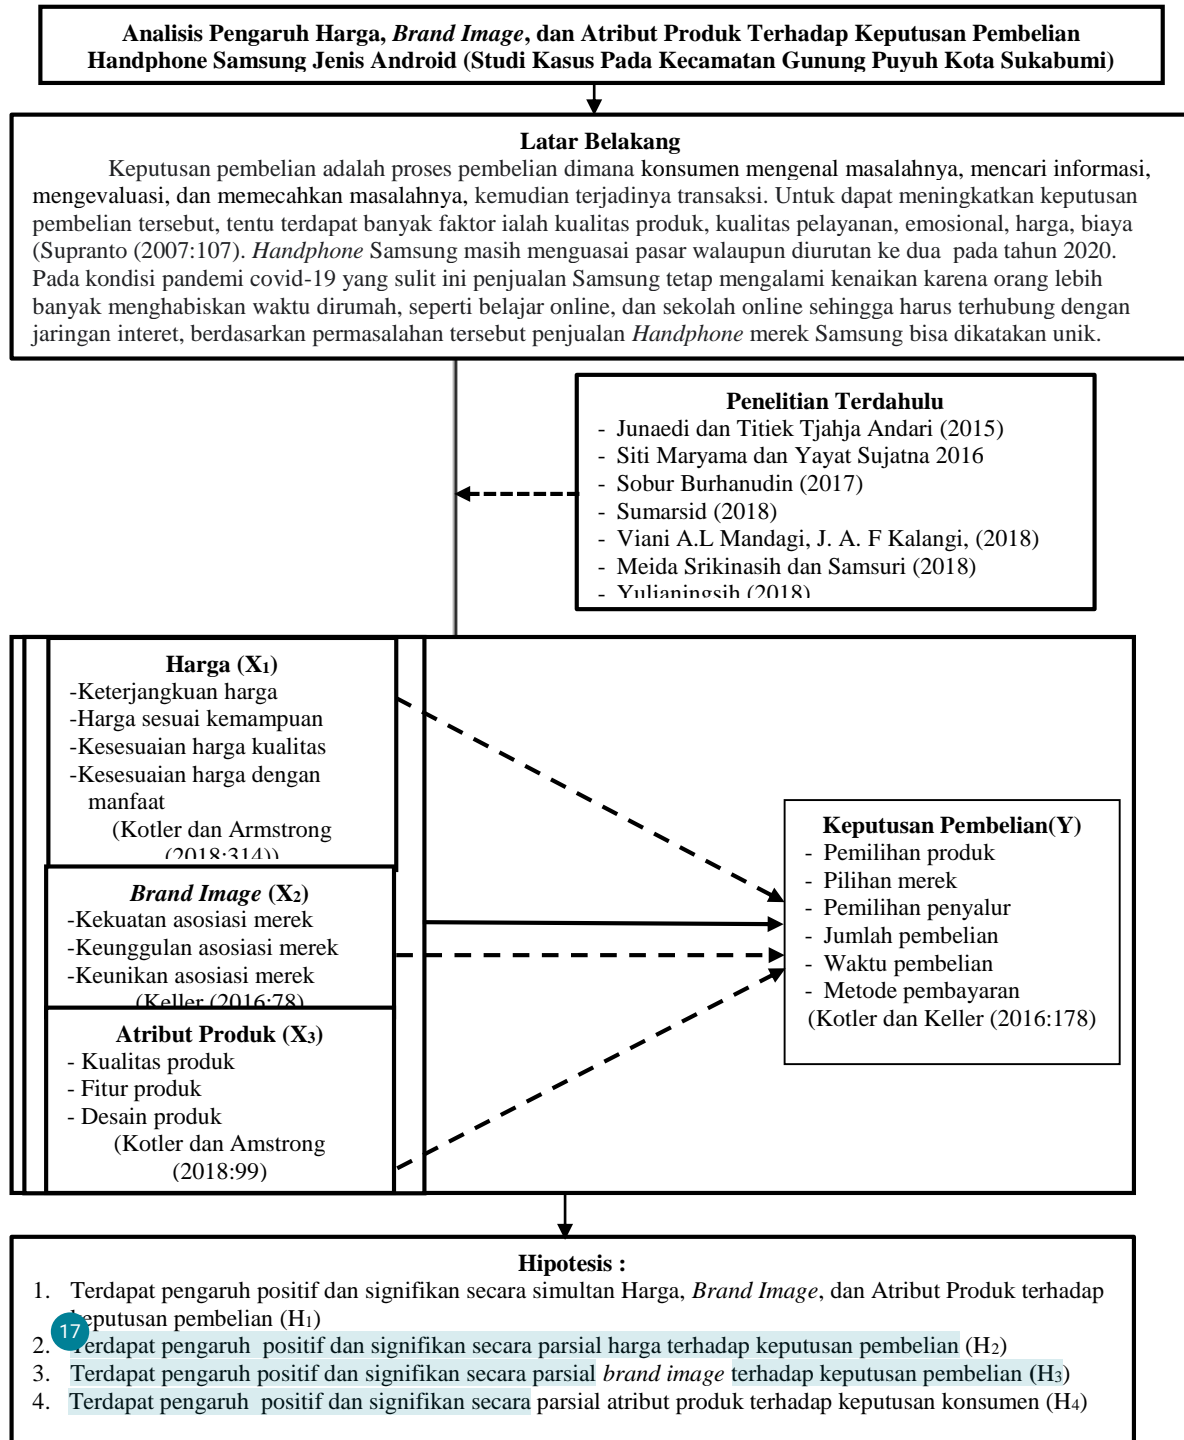 Analisis Pengaruh Harga, Brand Image, dan Atribut Produk Terhadap Keputusan Pembelian
Handphone Samsung Jenis Android (Studi Kasus Pada Kecamatan Gunung Puyuh Kota Sukabumi)
Latar Belakang
Keputusan pembelian adalah proses pembelian dimana konsumen mengenal masalahnya, mencari informasi,
mengevaluasi, dan memecahkan masalahnya, kemudian terjadinya transaksi. Untuk dapat meningkatkan keputusan
pembelian tersebut, tentu terdapat banyak faktor ialah kualitas produk, kualitas pelayanan, emosional, harga, biaya
(Supranto (2007:107). Handphone Samsung masih menguasai pasar walaupun diurutan ke dua pada tahun 2020.
Pada kondisi pandemi covid-19 yang sulit ini penjualan Samsung tetap mengalami kenaikan karena orang lebih
banyak menghabiskan waktu dirumah, seperti belajar online, dan sekolah online sehingga harus terhubung dengan
jaringan interet, berdasarkan permasalahan tersebut penjualan Handphone merek Samsung bisa dikatakan unik.
Penelitian Terdahulu
- Junaedi dan Titiek Tjahja Andari (2015)
- Siti Maryama dan Yayat Sujatna 2016
- Sobur Burhanudin (2017)
- Sumarsid (2018)
- Viani A.L Mandagi, J. A. F Kalangi, (2018)
- Meida Srikinasih dan Samsuri (2018)
- Yulianingsih (2018)
Harga (X1)
-Keterjangkuan harga
-Harga sesuai kemampuan
-Kesesuaian harga kualitas
-Kesesuaian harga dengan
manfaat
(Kotler dan Armstrong
(2018:314))
Brand Image (X2)
-Kekuatan asosiasi merek
-Keunggulan asosiasi merek
-Keunikan asosiasi merek
(Keller (2016:78)
Atribut Produk (X3)
- Kualitas produk
- Fitur produk
- Desain produk
(Kotler dan Amstrong
(2018:99)
Keputusan Pembelian(Y)
- Pemilihan produk
- Pilihan merek
- Pemilihan penyalur
- Jumlah pembelian
- Waktu pembelian
- Metode pembayaran
(Kotler dan Keller (2016:178)
Hipotesis :
1. Terdapat pengaruh positif dan signifikan secara simultan Harga, Brand Image, dan Atribut Produk terhadap
keputusan pembelian (H1)
17
2. Terdapat pengaruh positif dan signifikan secara parsial harga terhadap keputusan pembelian (H2)
3. Terdapat pengaruh positif dan signifikan secara parsial brand image terhadap keputusan pembelian (H3)
4. Terdapat pengaruh positif dan signifikan secara parsial atribut produk terhadap keputusan konsumen (H4)